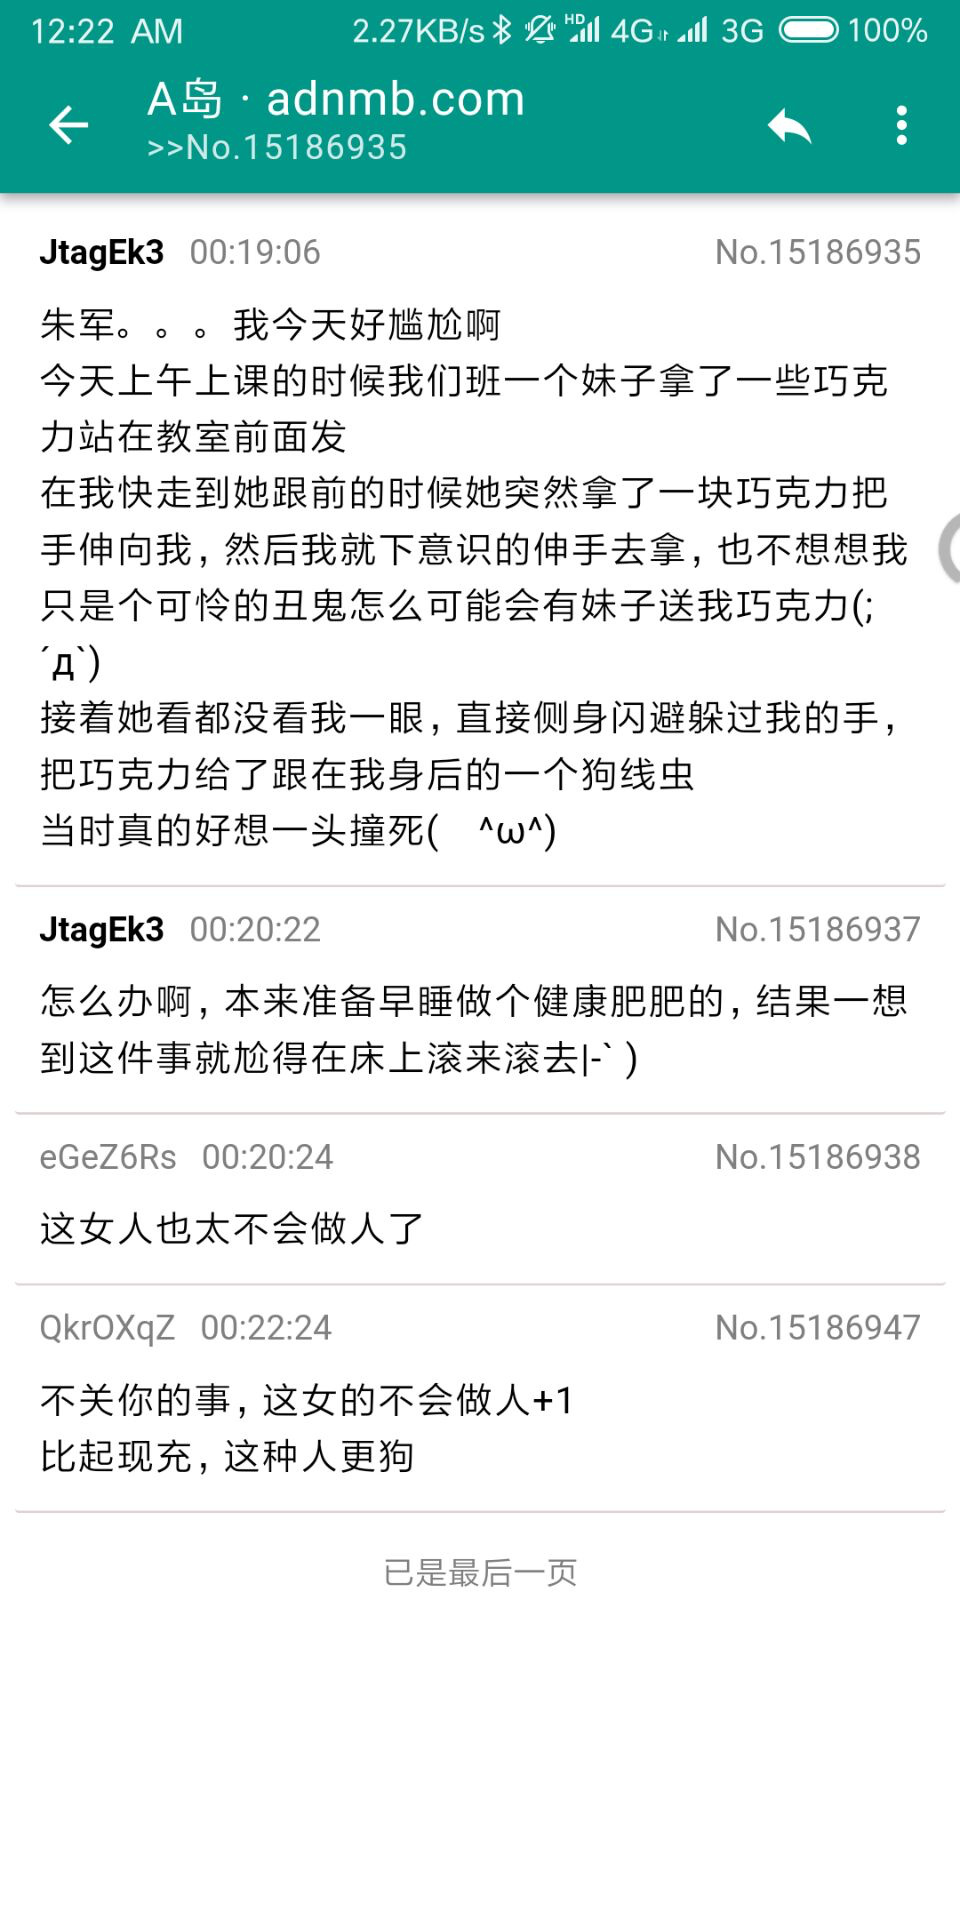 12:22 AM 2.27KB/s HD 4G 3G 100%
A岛 · adnmb.com
>>No.15186935
JtagEk3 00:19:06 No.15186935
朱军。。。我今天好尴尬啊
今天上午上课的时候我们班一个妹子拿了一些巧克
力站在教室前面发
在我快走到她跟前的时候她突然拿了一块巧克力把
手伸向我,然后我就下意识的伸手去拿,也不想想我
只是个可怜的丑鬼怎么可能会有妹子送我巧克力(;
´д`)
接着她看都没看我一眼,直接侧身闪避躲过我的手,
把巧克力给了跟在我身后的一个狗线虫
当时真的好想一头撞死(　^ω^)
JtagEk3 00:20:22 No.15186937
怎么办啊,本来准备早睡做个健康肥肥的,结果一想
到这件事就尬得在床上滚来滚去|-` )
eGeZ6Rs 00:20:24 No.15186938
这女人也太不会做人了
QkrOXqZ 00:22:24 No.15186947
不关你的事,这女的不会做人+1
比起现充,这种人更狗
已是最后一页